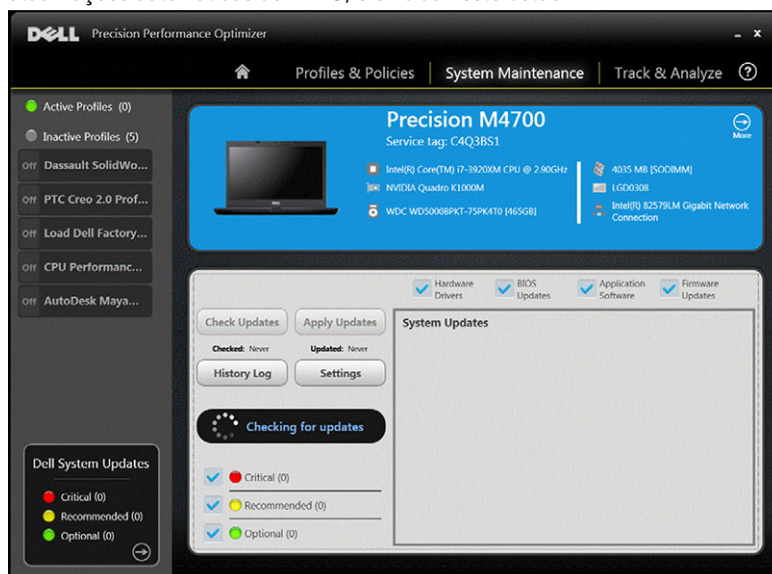 DELL Precision Performance Optimizer
Profiles & Policies
System Maintenance
Track & Analyze
?
Active Profiles (0)
Inactive Profiles (5)
Off Dassault SolidWo...
Off PTC Creo 2.0 Prof...
Off Load Dell Factory...
Off CPU Performanc...
Off AutoDesk Maya...
Dell System Updates
Critical (0)
Recommended (0)
Optional (0)
Precision M4700
Service tag: C4Q3BS1
More
Intel(R) Core(TM) i7-3920XM CPU @ 2.90GHz
NVIDIA Quadro K1000M
WDC WD5000BPKT-75PK4T0 [465GB]
4035 MB [SODIMM]
LGD0308
Intel(R) 82579LM Gigabit Network
Connection
Hardware
Drivers
BIOS
Updates
Application
Software
Firmware
Updates
Check Updates
Apply Updates
Checked: Never
Updated: Never
History Log
Settings
Checking for updates
Critical (0)
Recommended (0)
Optional (0)
System Updates